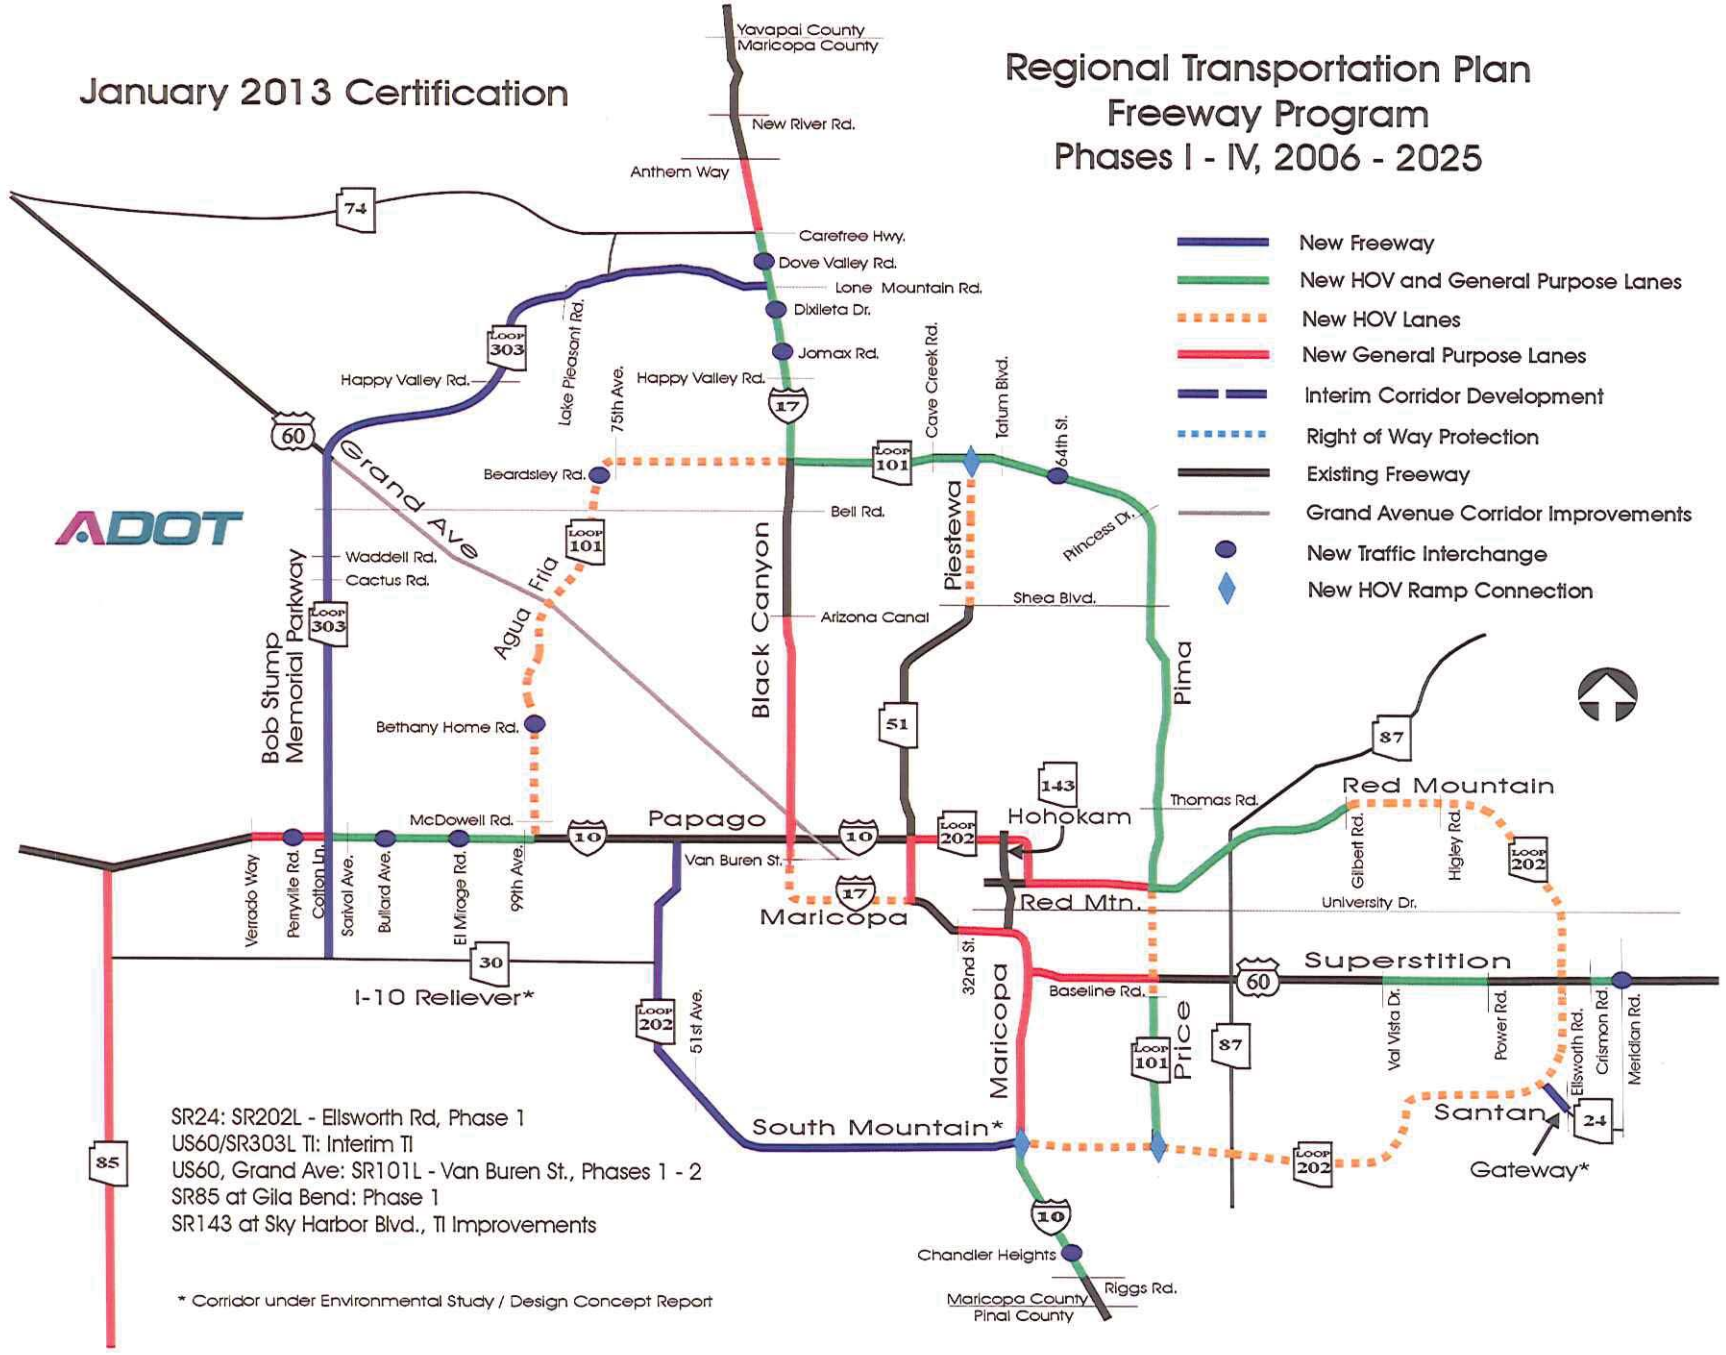 January 2013 Certification
Regional Transportation Plan
Freeway Program
Phases I - IV, 2006 - 2025
Yavapai County
Maricopa County
New River Rd.
Anthem Way
74
Carefree Hwy.
Dove Valley Rd.
Lone Mountain Rd.
Dixileta Dr.
Jomax Rd.
Happy Valley Rd.
17
LOOP
303
Lake Pleasant Rd.
Happy Valley Rd.
60
Grand Ave
75th Ave.
Beardsley Rd.
LOOP
101
Cave Creek Rd.
Tatum Blvd.
64th St.
New Freeway
New HOV and General Purpose Lanes
New HOV Lanes
New General Purpose Lanes
Interim Corridor Development
Right of Way Protection
Existing Freeway
Grand Avenue Corridor Improvements
New Traffic Interchange
New HOV Ramp Connection
ADOT
Bell Rd.
Princess Dr.
Piestewa
LOOP
101
Agua Fria
Black Canyon
Waddell Rd.
Cactus Rd.
LOOP
303
Bob Stump
Memorial Parkway
Shea Blvd.
Arizona Canal
Pima
51
Bethany Home Rd.
87
143
Hohokam
Thomas Rd.
Red Mountain
McDowell Rd.
10
Papago
10
LOOP
202
Van Buren St.
17
Maricopa
Red Mtn.
Gilbert Rd.
Higley Rd.
LOOP
202
University Dr.
Verrado Way
Perryville Rd.
Cotton Ln.
Sarival Ave.
Bullard Ave.
El Mirage Rd.
99th Ave.
30
I-10 Reliever*
32nd St.
Superstition
60
Baseline Rd.
Maricopa
LOOP
202
51st Ave.
LOOP
101
Price
87
Val Vista Dr.
Power Rd.
Ellsworth Rd.
Crismon Rd.
Meridian Rd.
Santan
24
Gateway*
LOOP
202
South Mountain*
85
SR24: SR202L - Ellsworth Rd, Phase 1
US60/SR303L TI: Interim TI
US60, Grand Ave: SR101L - Van Buren St., Phases 1 - 2
SR85 at Gila Bend: Phase 1
SR143 at Sky Harbor Blvd., TI Improvements
10
Chandler Heights
Riggs Rd.
Maricopa County
Pinal County
* Corridor under Environmental Study / Design Concept Report